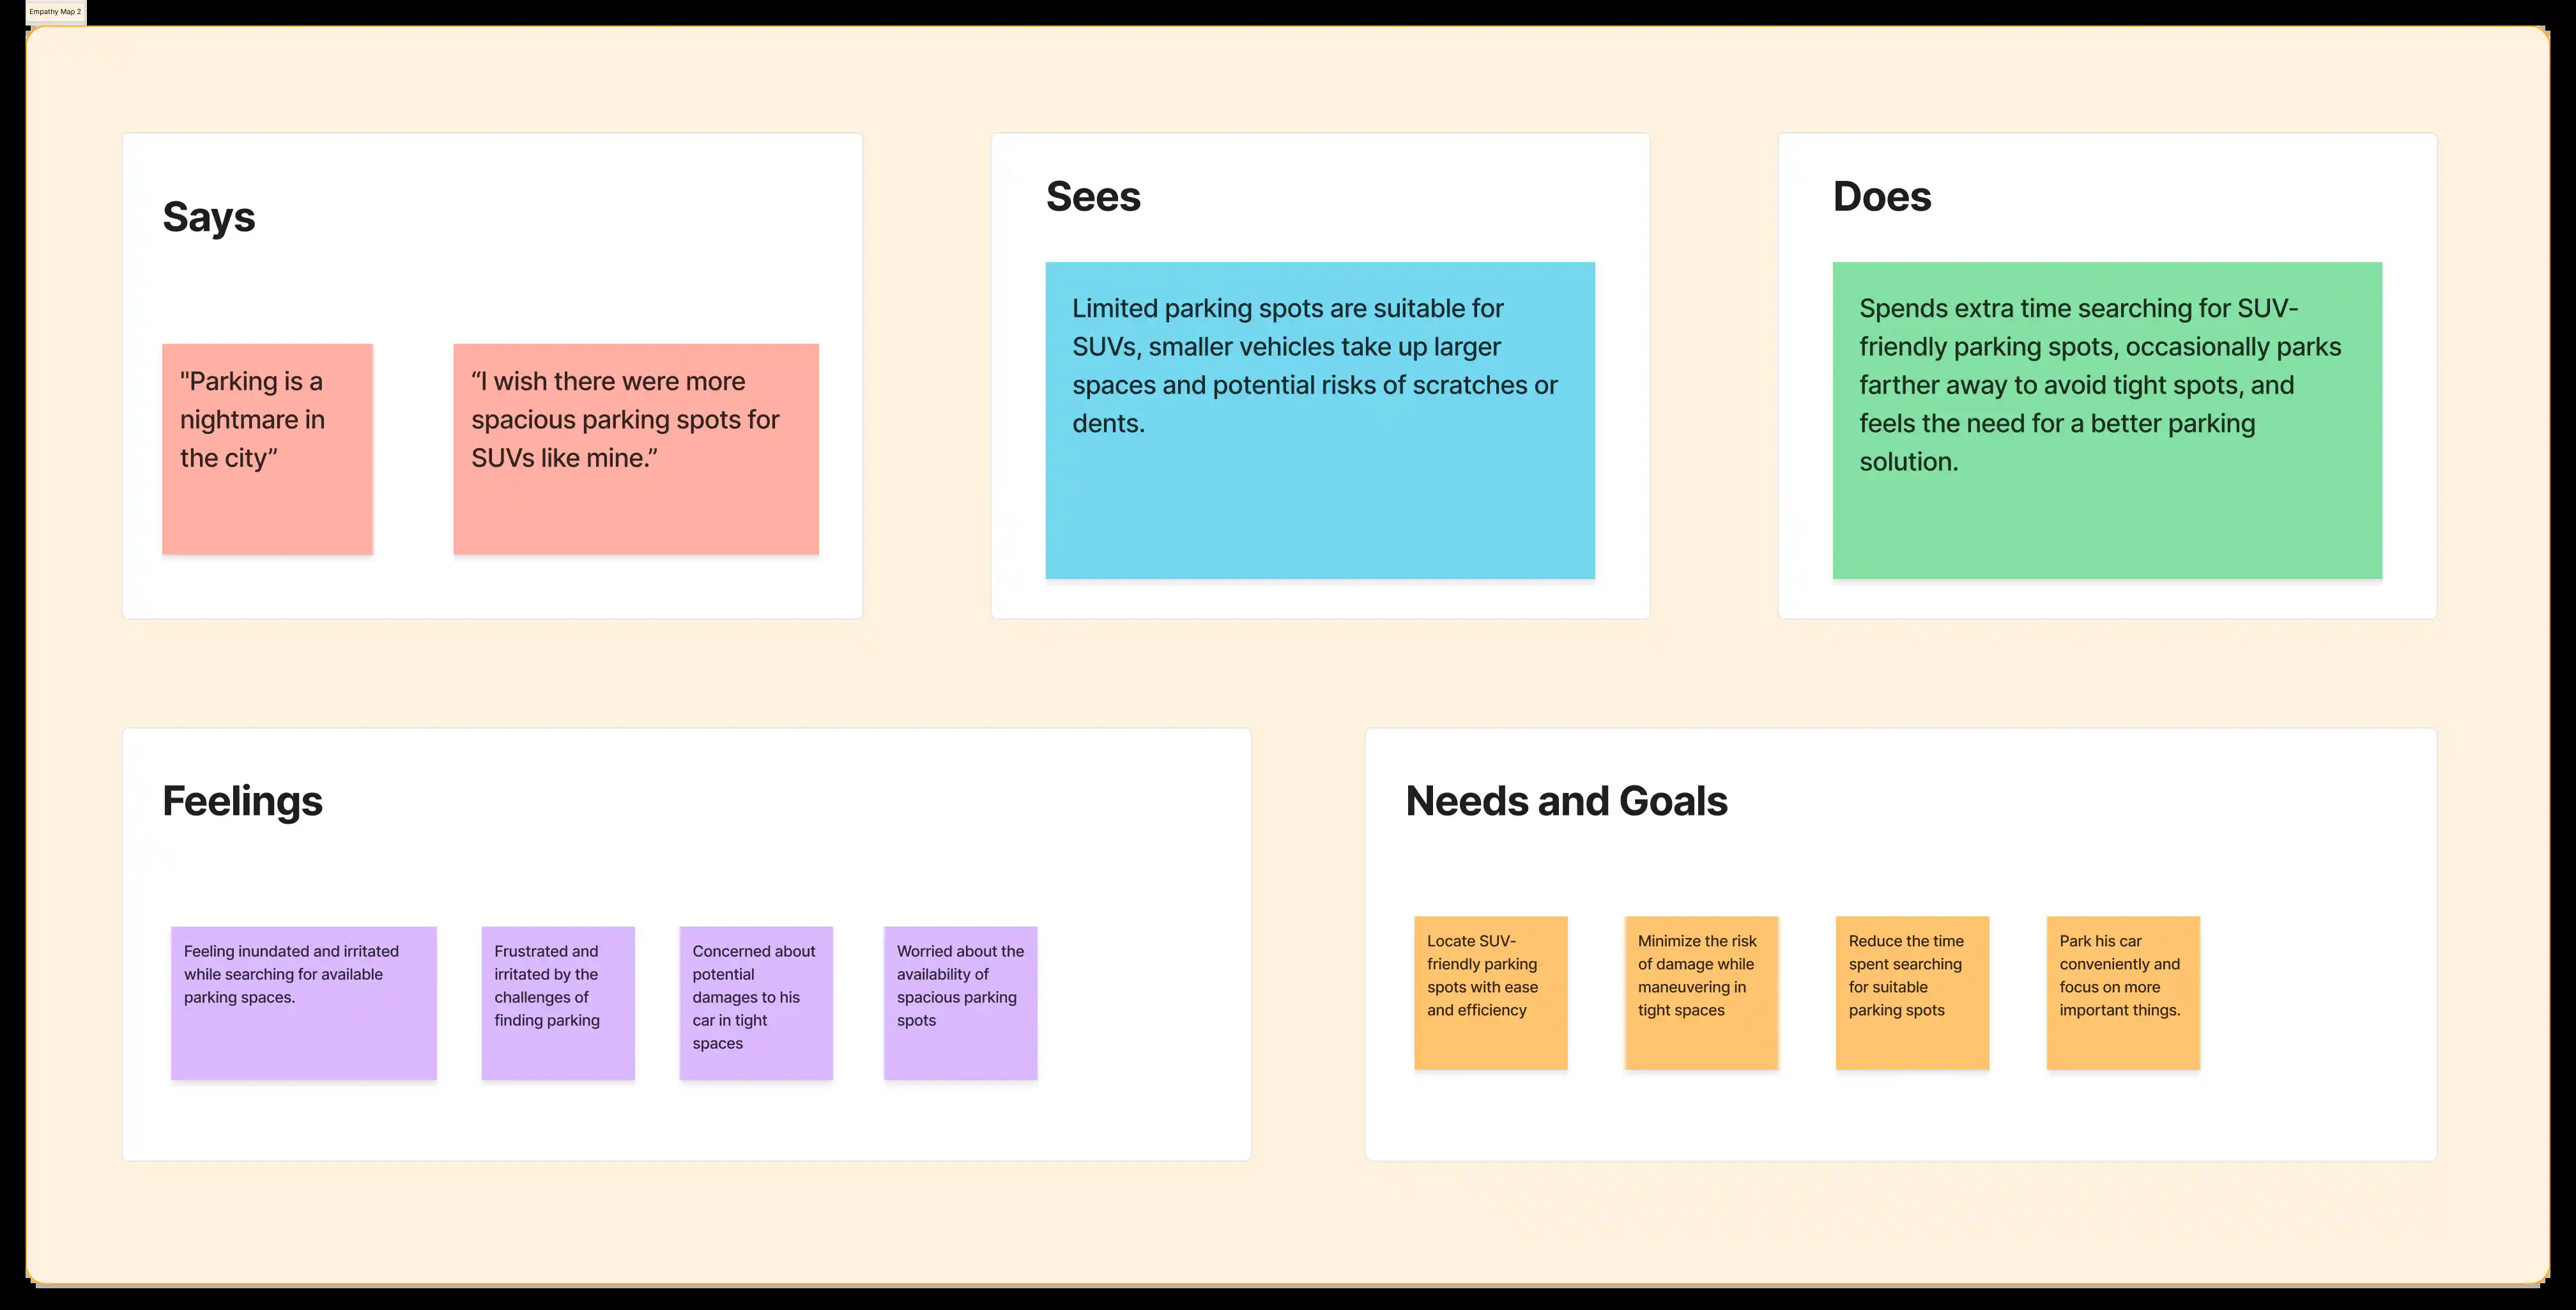 Empathy Map 2
Says
"Parking is a
nightmare in
the city”
“I wish there were more
spacious parking spots for
SUVs like mine.”
Sees
Limited parking spots are suitable for
SUVs, smaller vehicles take up larger
spaces and potential risks of scratches or
dents.
Does
Spends extra time searching for SUV-
friendly parking spots, occasionally parks
farther away to avoid tight spots, and
feels the need for a better parking
solution.
Feelings
Feeling inundated and irritated
while searching for available
parking spaces.
Frustrated and
irritated by the
challenges of
finding parking
Concerned about
potential
damages to his
car in tight
spaces
Worried about the
availability of
spacious parking
spots
Needs and Goals
Locate SUV-
friendly parking
spots with ease
and efficiency
Minimize the risk
of damage while
maneuvering in
tight spaces
Reduce the time
spent searching
for suitable
parking spots
Park his car
conveniently and
focus on more
important things.